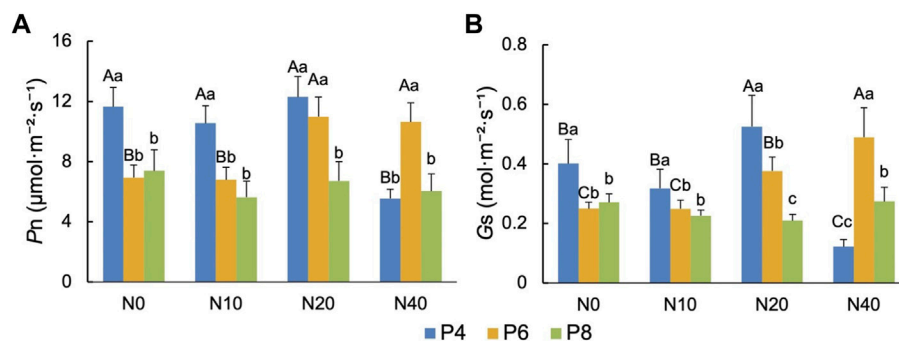 A
Pn (μmol·m⁻²·s⁻¹)
16
12
8
4
0
Aa
Bb
b
Aa
Bb
b
Aa
Aa
b
Bb
Aa
b
N0
N10
N20
N40
B
Gs (mol·m⁻²·s⁻¹)
0.8
0.6
0.4
0.2
0
Ba
Cb
b
Ba
Cb
b
Aa
Bb
c
Cc
Aa
b
N0
N10
N20
N40
P4 P6 P8